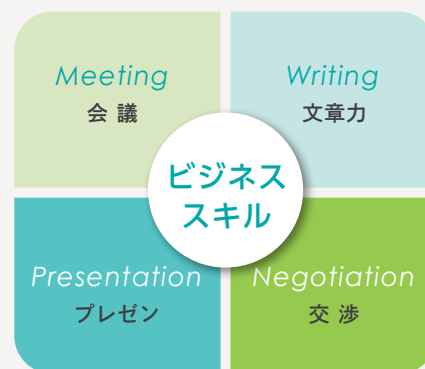 Meeting
会 議
Writing
文章力
ビジネス
スキル
Presentation
プレゼン
Negotiation
交 渉